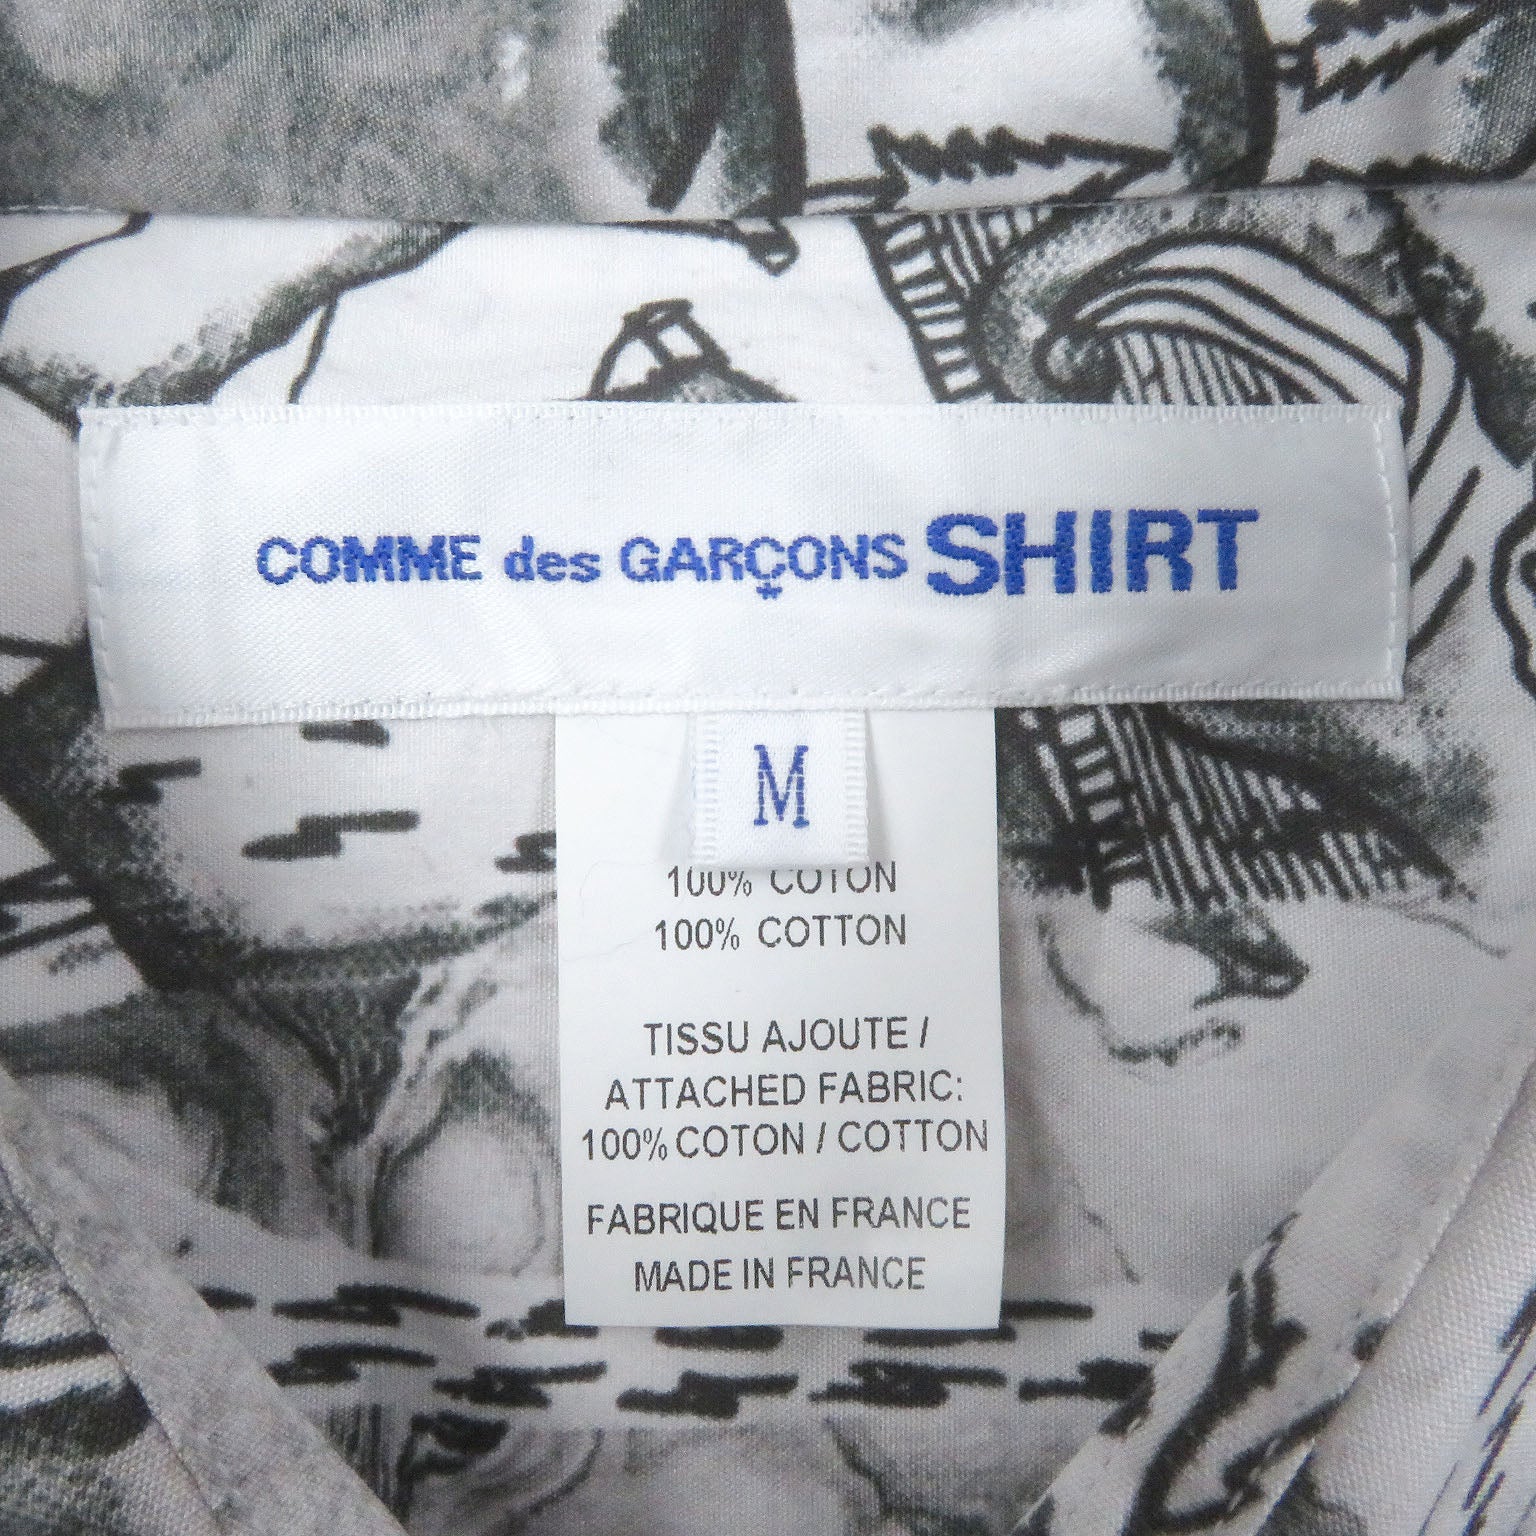 COMME des GARÇONS SHIRT
M
100% COTON
100% COTTON
TISSU AJOUTE /
ATTACHED FABRIC:
100% COTON / COTTON
FABRIQUE EN FRANCE
MADE IN FRANCE